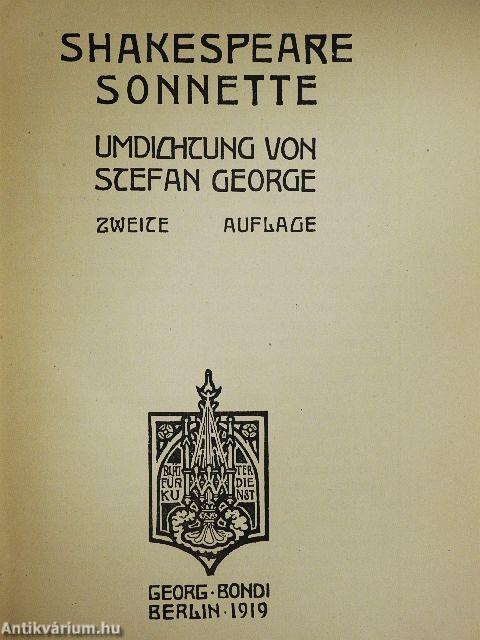 SHAKESPEARE
SONNETTE
UMDICHTUNG VON
STEFAN GEORGE
ZWEITE AUFLAGE
BLÄT TER
FÜR DIE
KU NST
GEORG · BONDI
BERLIN · 1919
Antikvárium.hu